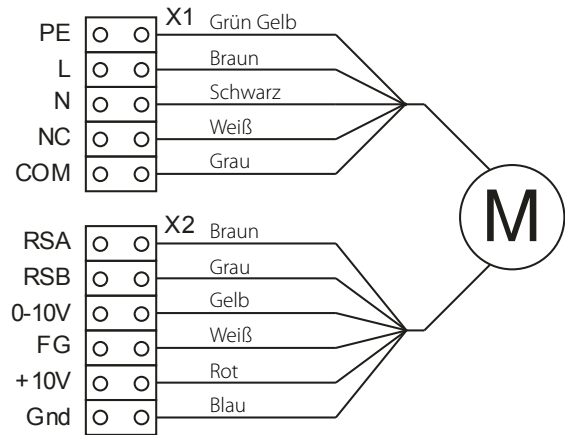 X1
PE Grün Gelb
L Braun
N Schwarz
NC Weiß
COM Grau
M
X2
RSA Braun
RSB Grau
0-10V Gelb
FG Weiß
+10V Rot
Gnd Blau